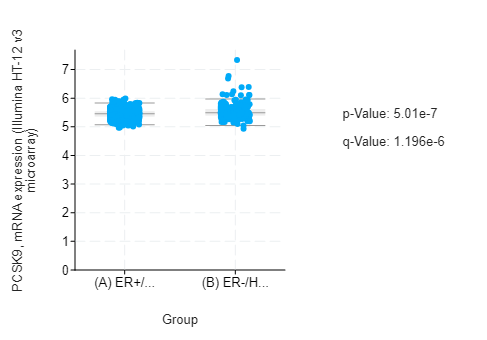 PCSK9, mRNA expression (Illumina HT-12 v3
microarray)
7
6
5
4
3
2
1
0
(A) ER+/...
(B) ER-/H...
Group
p-Value: 5.01e-7
q-Value: 1.196e-6